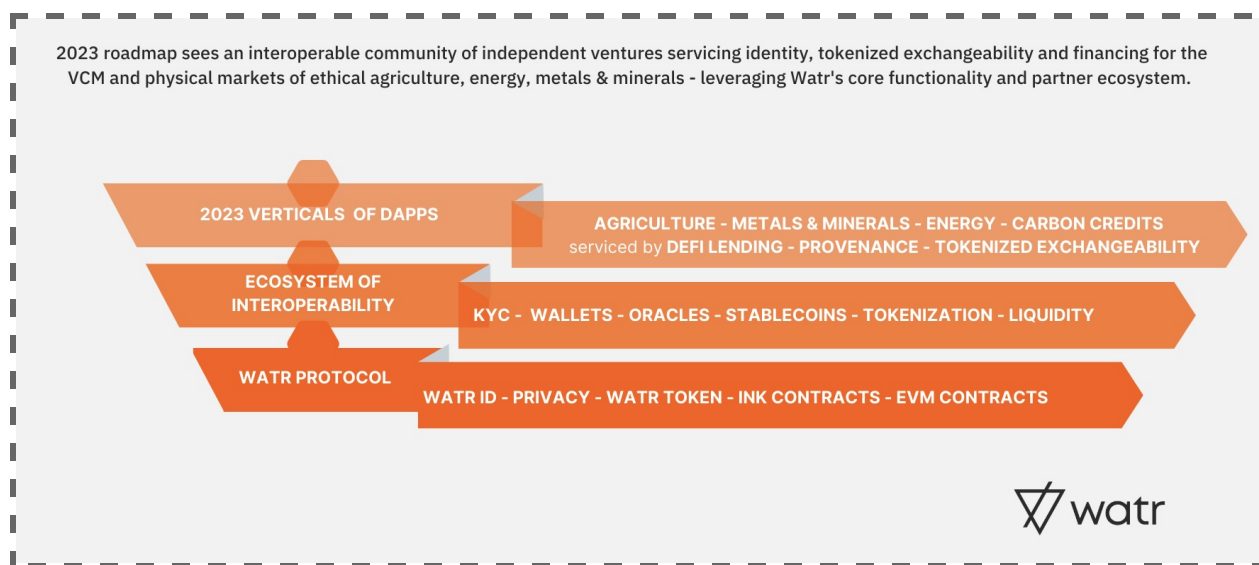 2023 roadmap sees an interoperable community of independent ventures servicing identity, tokenized exchangeability and financing for the
VCM and physical markets of ethical agriculture, energy, metals & minerals - leveraging Watr's core functionality and partner ecosystem.
2023 VERTICALS OF DAPPS
AGRICULTURE - METALS & MINERALS - ENERGY - CARBON CREDITS
serviced by DEFI LENDING - PROVENANCE - TOKENIZED EXCHANGEABILITY
ECOSYSTEM OF
INTEROPERABILITY
KYC - WALLETS - ORACLES - STABLECOINS - TOKENIZATION - LIQUIDITY
WATR PROTOCOL
WATR ID - PRIVACY - WATR TOKEN - INK CONTRACTS - EVM CONTRACTS
watr